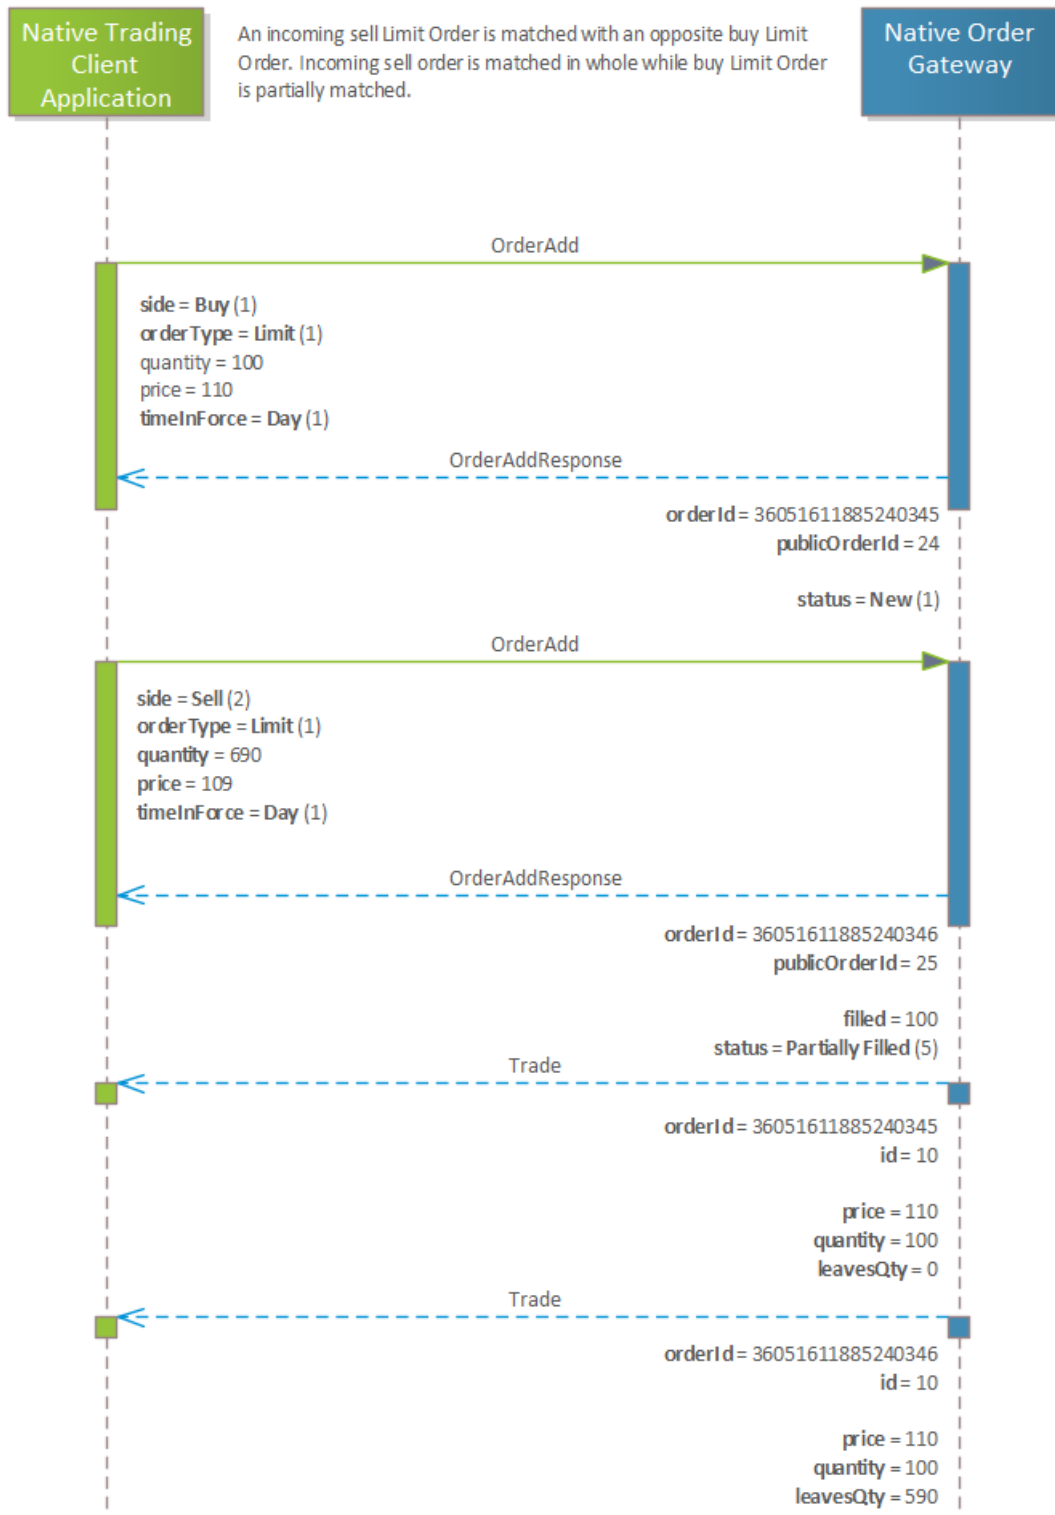 Native Trading
Client
Application
An incoming sell Limit Order is matched with an opposite buy Limit
Order. Incoming sell order is matched in whole while buy Limit Order
is partially matched.
Native Order
Gateway
OrderAdd
side = Buy (1)
orderType = Limit (1)
quantity = 100
price = 110
timeInForce = Day (1)
OrderAddResponse
orderId = 36051611885240345
publicOrderId = 24
status = New (1)
OrderAdd
side = Sell (2)
orderType = Limit (1)
quantity = 690
price = 109
timeInForce = Day (1)
OrderAddResponse
orderId = 36051611885240346
publicOrderId = 25
filled = 100
status = Partially Filled (5)
Trade
orderId = 36051611885240345
id = 10
price = 110
quantity = 100
leavesQty = 0
Trade
orderId = 36051611885240346
id = 10
price = 110
quantity = 100
leavesQty = 590